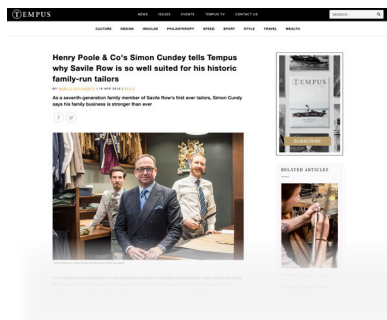 TEMPUS
NEWS ISSUES EVENTS TEMPUS TV CONTACT US
SEARCH
CULTURE DESIGN INDULGE PHILANTHROPY SPEED SPORT STYLE TRAVEL WEALTH
Henry Poole & Co's Simon Cundey tells Tempus
why Savile Row is so well suited for his historic
family-run tailors
As a seventh-generation family member of Savile Row's first ever tailors, Simon Cundy
says his family business is stronger than ever
TEMPUS
SUBSCRIBE
RELATED ARTICLES